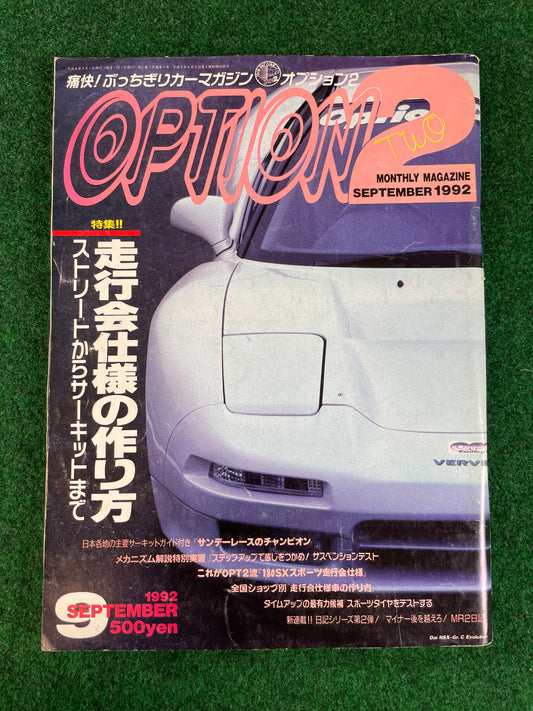 痛快!ぶっちぎりカーマガジン オプション2
OPTION2
TWO
MONTHLY MAGAZINE
SEPTEMBER 1992
特集!!
走行会仕様の作り方
ストリートからサーキットまで
VERVE
日本各地の主要サーキットガイド付き「サンデーレースのチャンピオン」
メカニズム解説特別実習「ステップアップで感じをつかめ!サスペンションテスト
これがOPT2流「180SXスポーツ走行会仕様」
全国ショップ別 走行会仕様車の作り方
タイムアップの最有力候補 スポーツタイヤをテストする
新連載!!日記シリーズ第2弾!マイナー後を越えろ!MR2日記
9
1992
SEPTEMBER
500yen
Dai NSX-Gr. C Evolution